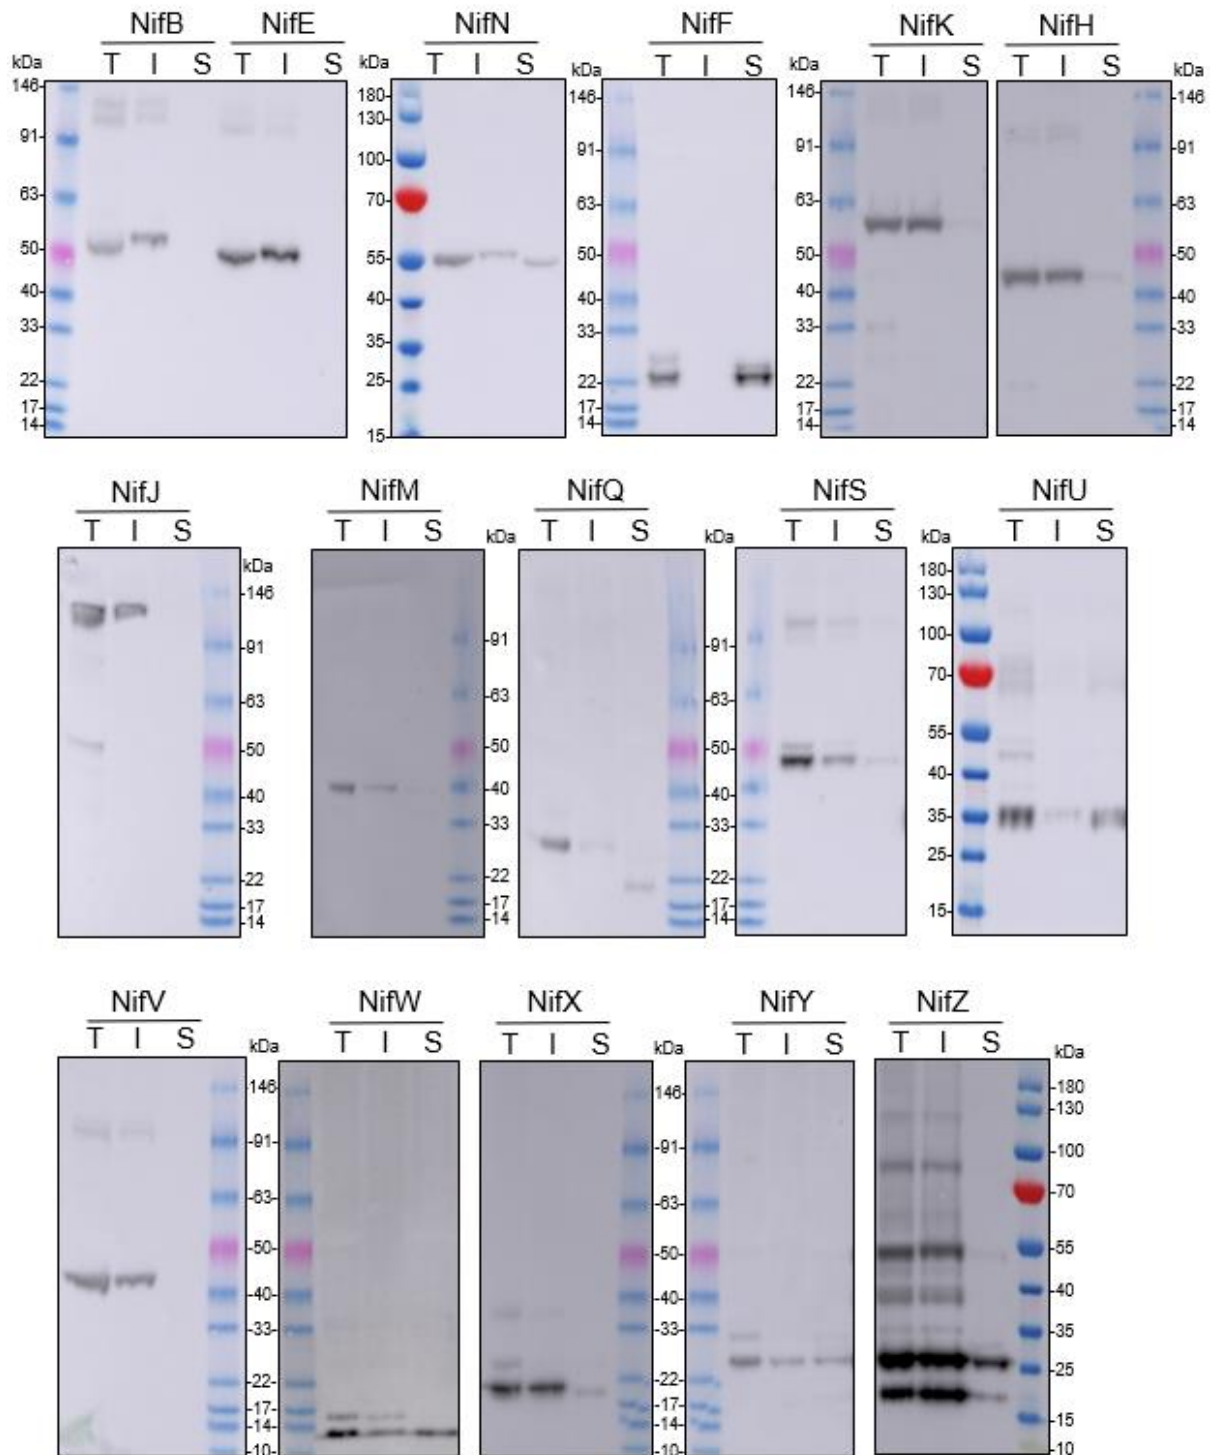 NifB NifE NifN NifF NifK NifH
T I S T I S T I S T I S T I S T I S
kDa kDa kDa kDa kDa
146- 180- 146- 146- -146
130-
91- 100- 91- 91- -91
63- 70- 63- 63- -63
50- 55- 50- 50- -50
40- 40- 40- 40- -40
33- 35- 33- 33- -33
22- 25- 22- 22- -22
17- 17- 17- -17
14- 15- 14- 14- -14
NifJ NifM NifQ NifS NifU
T I S T I S T I S T I S T I S
kDa kDa kDa kDa
kDa
-146 180-
130-
-91 -91 -91- 100-
-63 -63 -63- 70-
-50 -50 -50- 55-
-40 -40 -40- 40-
-33 -33 -33- 35-
-22 -22 -22- 25-
-17 -17 -17-
-14 -14 -14- 15-
NifV NifW NifX NifY NifZ
T I S T I S T I S T I S T I S
kDa kDa kDa
146- 146- -180
-130
-91- -91- -100
-63- -63- -70
-50- -50- -55
-40- -40- -40
-33- -33- -35
-22- -22- -25
-17- -17-
-14- -14- -15
-10- -10- -10